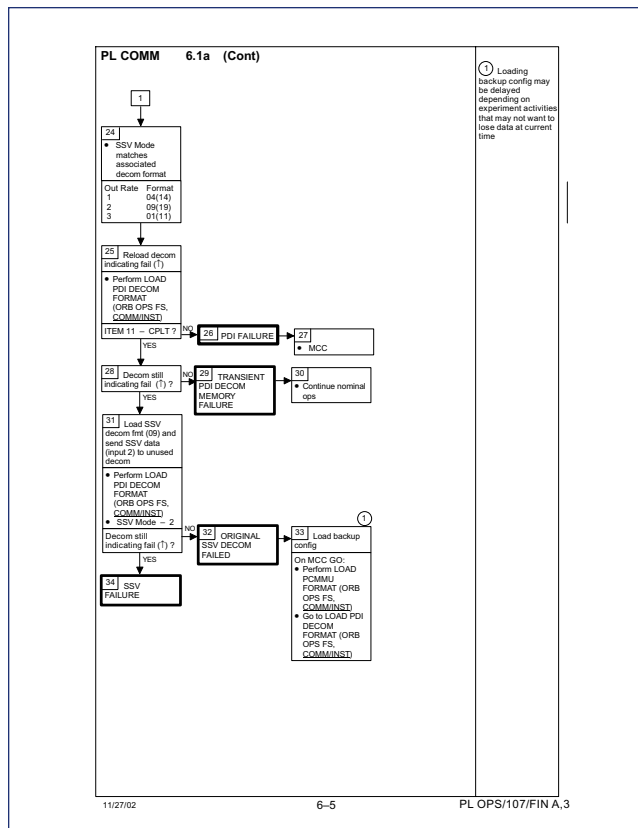 PL COMM 6.1a (Cont)
1 Loading
backup config may
be delayed
depending on
experiment activities
that may not want to
lose data at current
time
1
24
• SSV Mode
matches
associated
decom format
Out Rate Format
1 04(14)
2 09(19)
3 01(11)
25 Reload decom
indicating fail (↑)
• Perform LOAD
PDI DECOM
FORMAT
(ORB OPS FS,
COMM/INST)
ITEM 11 – CPLT ?
NO
26 PDI FAILURE
27
• MCC
YES
28 Decom still
indicating fail (↑) ?
NO
29 TRANSIENT
PDI DECOM
MEMORY
FAILURE
30
• Continue nominal
ops
YES
31 Load SSV
decom fmt (09) and
send SSV data
(input 2) to unused
decom
• Perform LOAD
PDI DECOM
FORMAT
(ORB OPS FS,
COMM/INST)
• SSV Mode – 2
Decom still
indicating fail (↑) ?
NO
32 ORIGINAL
SSV DECOM
FAILED
1
33 Load backup
config
On MCC GO:
• Perform LOAD
PCMMU
FORMAT (ORB
OPS FS,
COMM/INST)
• Go to LOAD PDI
DECOM
FORMAT (ORB
OPS FS,
COMM/INST)
YES
34 SSV
FAILURE
11/27/02 6–5 PL OPS/107/FIN A,3